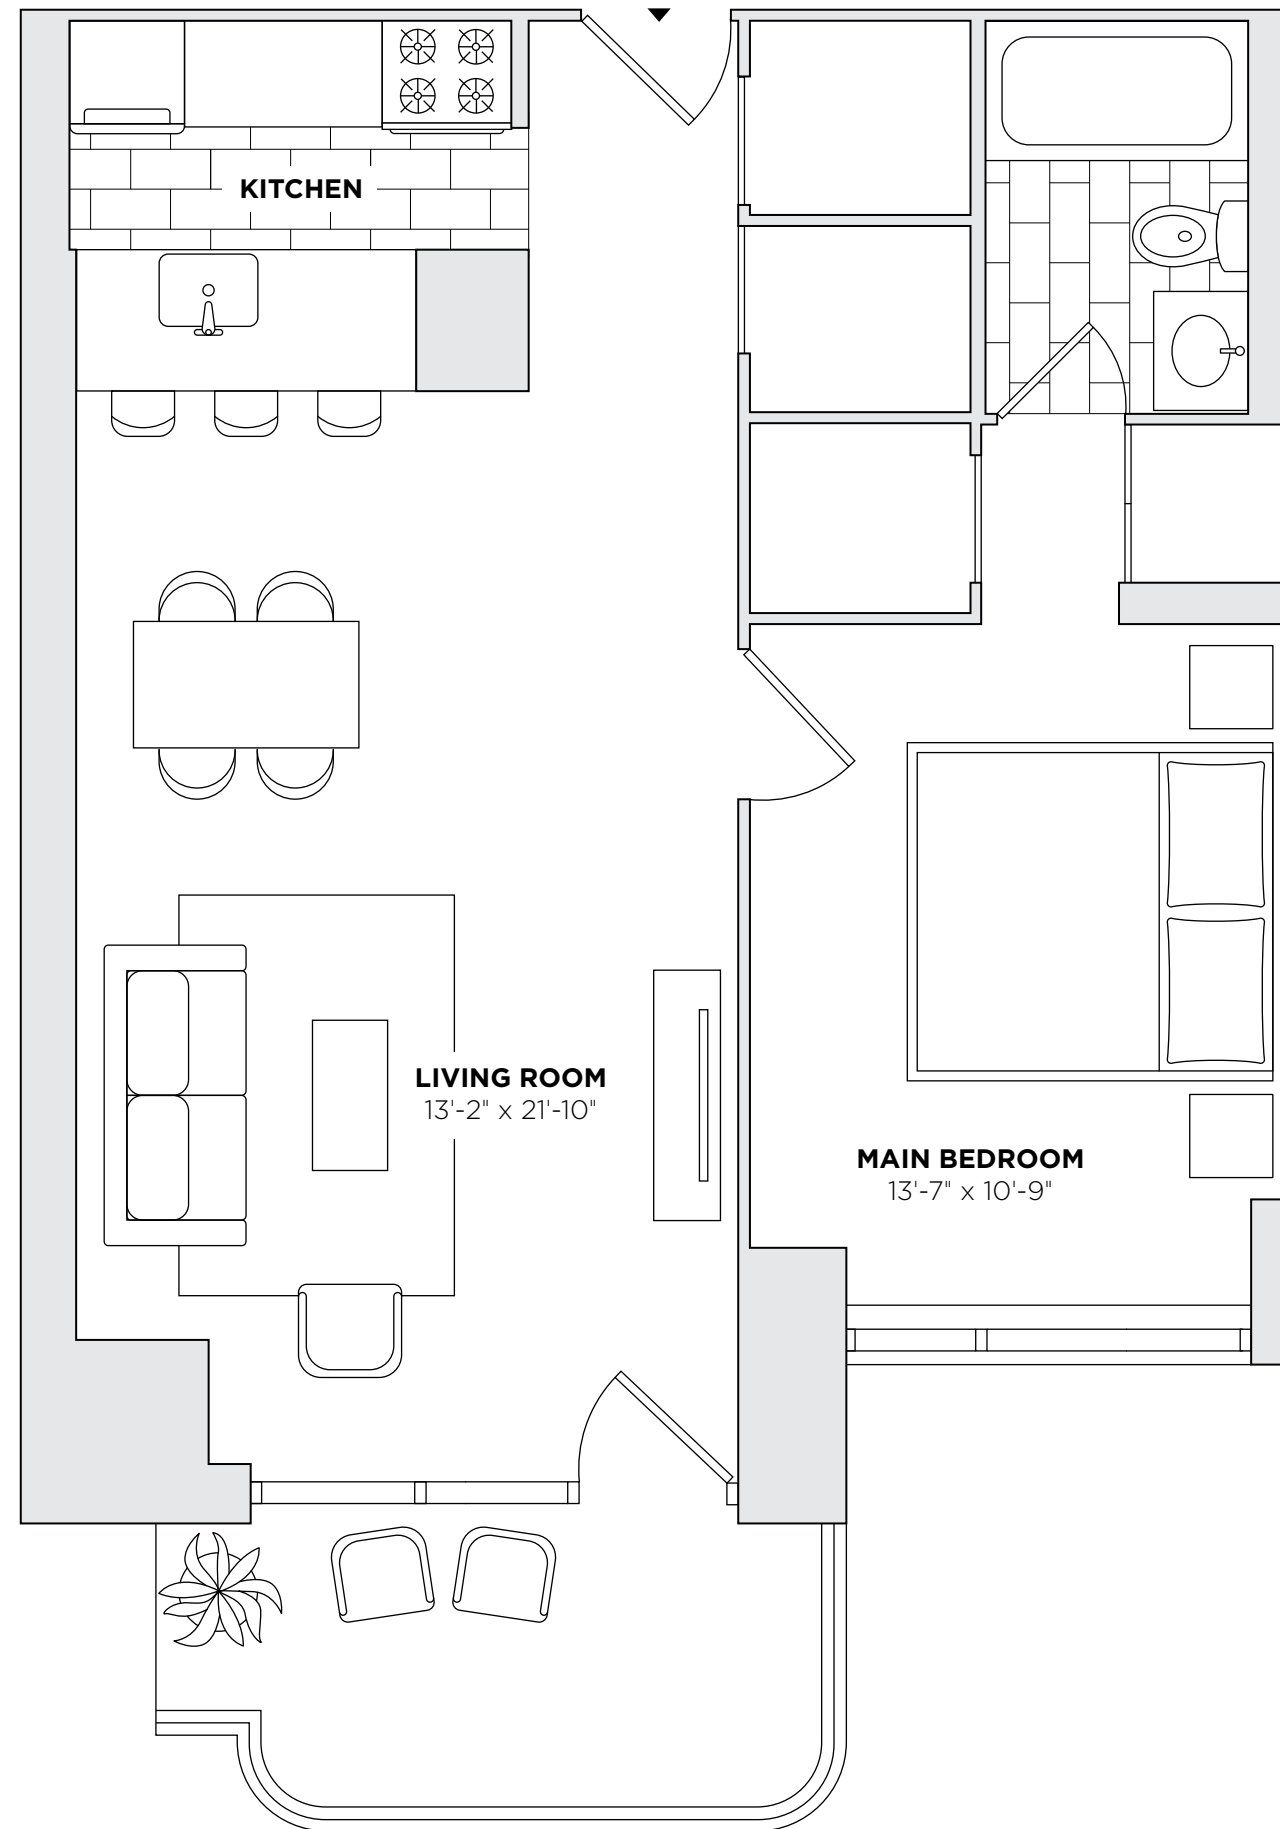 KITCHEN
LIVING ROOM
13'-2" x 21'-10"
MAIN BEDROOM
13'-7" x 10'-9"